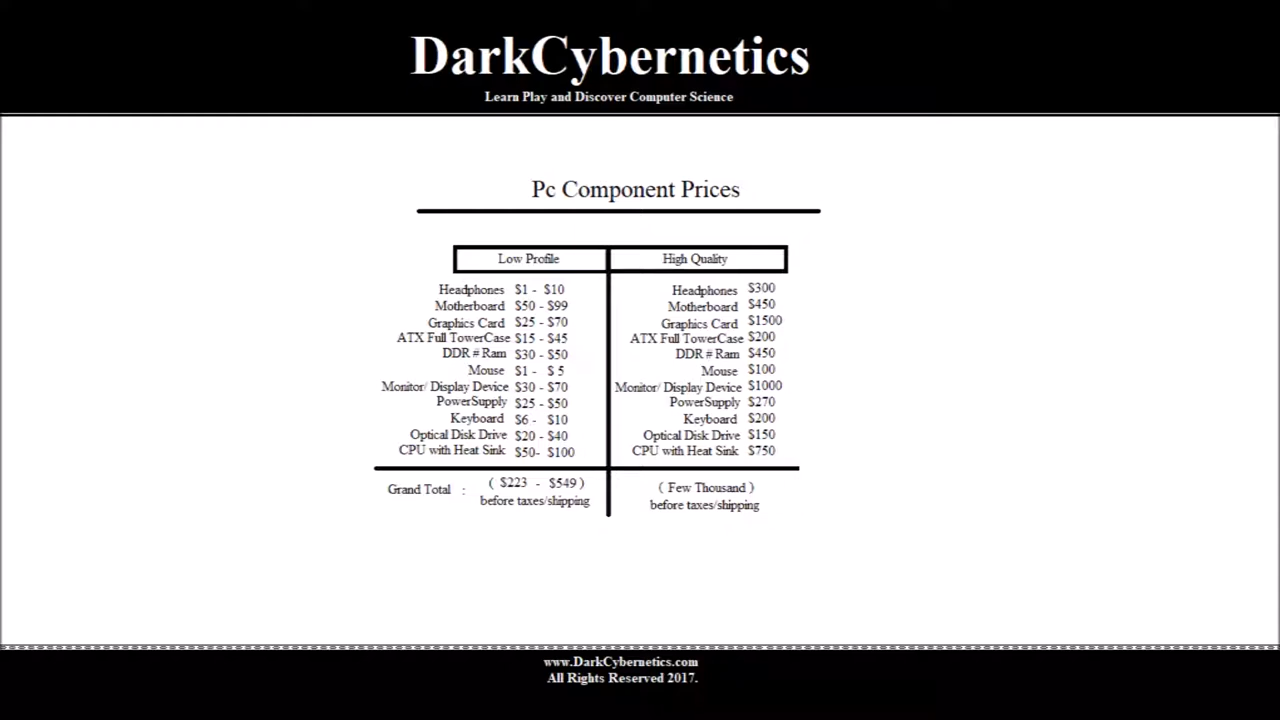 DarkCybernetics
Learn Play and Discover Computer Science
Pc Component Prices
Low Profile
Headphones $1 - $10
Motherboard $50 - $99
Graphics Card $25 - $70
ATX Full TowerCase $15 - $45
DDR # Ram $30 - $50
Mouse $1 - $ 5
Monitor/ Display Device $30 - $70
PowerSupply $25 - $50
Keyboard $6 - $10
Optical Disk Drive $20 - $40
CPU with Heat Sink $50- $100
Grand Total : ( $223 - $549 )
before taxes/shipping
High Quality
Headphones $300
Motherboard $450
Graphics Card $1500
ATX Full TowerCase $200
DDR # Ram $450
Mouse $100
Monitor/ Display Device $1000
PowerSupply $270
Keyboard $200
Optical Disk Drive $150
CPU with Heat Sink $750
( Few Thousand )
before taxes/shipping
www.DarkCybernetics.com
All Rights Reserved 2017.